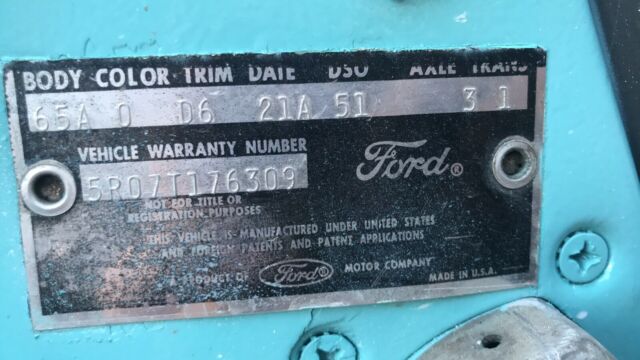 BODY COLOR TRIM DATE DSO AXLE TRANS
65A D D6 21A 51 3 1
VEHICLE WARRANTY NUMBER
5R07T176309
Ford®
NOT FOR TITLE OR
REGISTRATION PURPOSES
THIS VEHICLE IS MANUFACTURED UNDER UNITED STATES
AND FOREIGN PATENTS AND PATENT APPLICATIONS
A PRODUCT OF Ford® MOTOR COMPANY
MADE IN U.S.A.